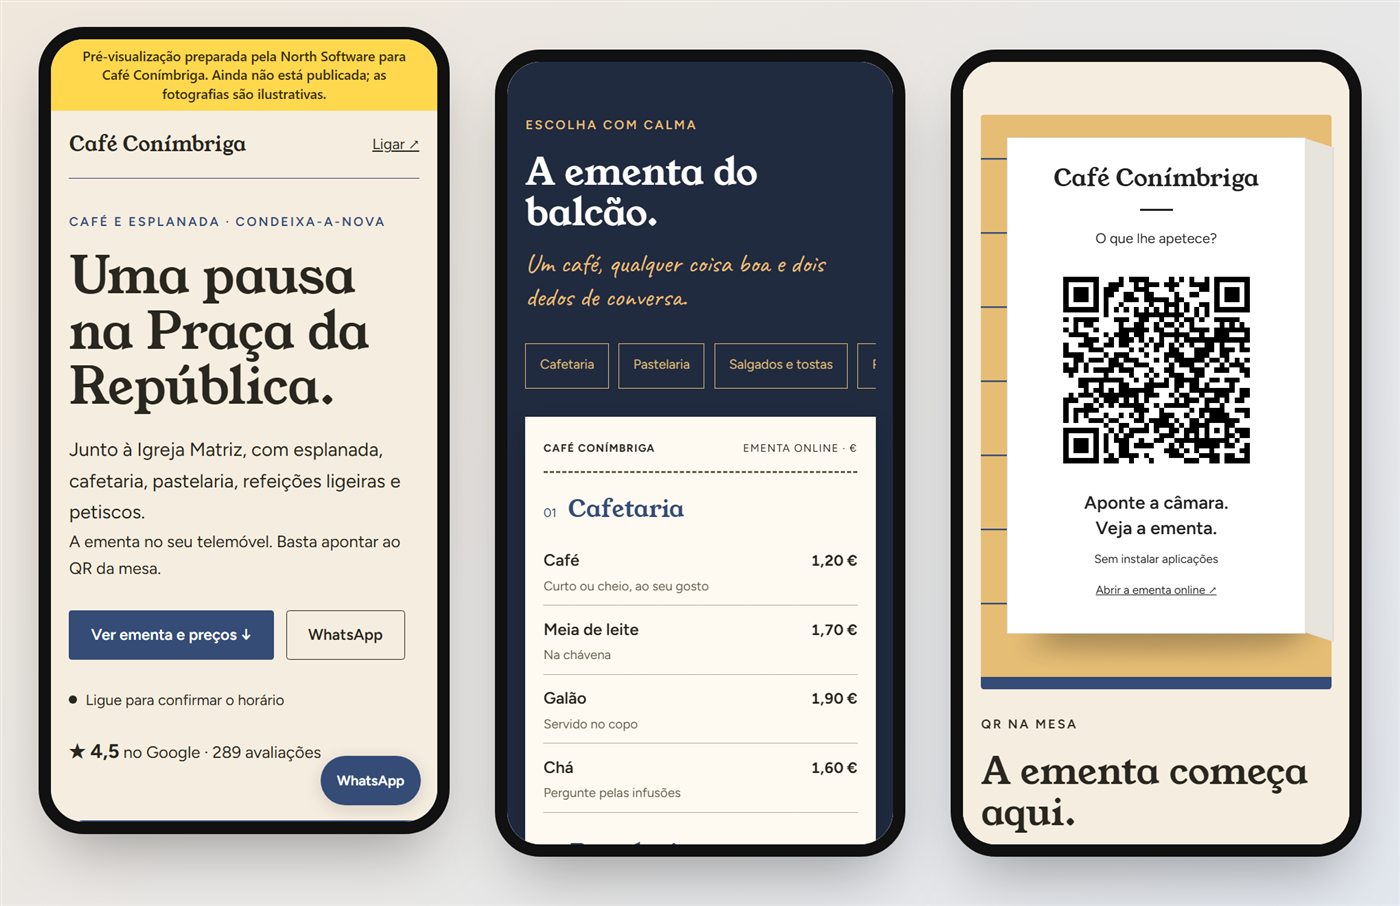 Pré-visualização preparada pela North Software para
Café Conímbriga. Ainda não está publicada; as
fotografias são ilustrativas.
Café Conímbriga
Ligar ↗
CAFÉ E ESPLANADA · CONDEIXA-A-NOVA
Uma pausa
na Praça da
República.
Junto à Igreja Matriz, com esplanada,
cafetaria, pastelaria, refeições ligeiras e
petiscos.
A ementa no seu telemóvel. Basta apontar ao
QR da mesa.
Ver ementa e preços ↓
WhatsApp
Ligue para confirmar o horário
★ 4,5 no Google · 289 avaliações
WhatsApp
ESCOLHA COM CALMA
A ementa do
balcão.
Um café, qualquer coisa boa e dois
dedos de conversa.
Cafetaria
Pastelaria
Salgados e tostas
CAFÉ CONÍMBRIGA
EMENTA ONLINE · €
01 Cafetaria
Café 1,20 €
Curto ou cheio, ao seu gosto
Meia de leite 1,70 €
Na chávena
Galão 1,90 €
Servido no copo
Chá 1,60 €
Pergunte pelas infusões
Café Conímbriga
O que lhe apetece?
Aponte a câmara.
Veja a ementa.
Sem instalar aplicações
Abrir a ementa online ↗
QR NA MESA
A ementa começa
aqui.